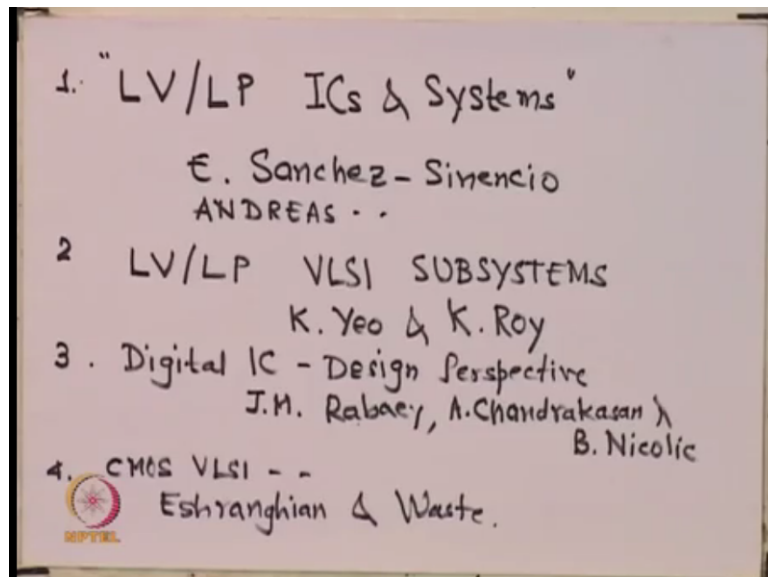 1. "LV/LP ICs & Systems"
E. Sanchez-Sinencio
ANDREAS . .
2 LV/LP VLSI SUBSYSTEMS
K. Yeo & K. Roy
3. Digital IC - Design Perspective
J.M. Rabaey, A. Chandrakasan &
B. Nicolic
4. CMOS VLSI - -
Eshranghian & Waste.
NPTEL